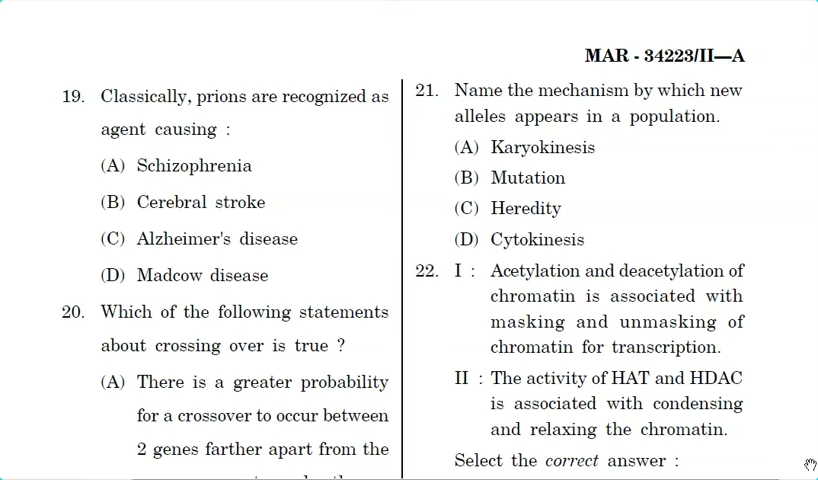 MAR - 34223/II—A
19. Classically, prions are recognized as
agent causing :
(A) Schizophrenia
(B) Cerebral stroke
(C) Alzheimer's disease
(D) Madcow disease
20. Which of the following statements
about crossing over is true ?
(A) There is a greater probability
for a crossover to occur between
2 genes farther apart from the
21. Name the mechanism by which new
alleles appears in a population.
(A) Karyokinesis
(B) Mutation
(C) Heredity
(D) Cytokinesis
22. I : Acetylation and deacetylation of
chromatin is associated with
masking and unmasking of
chromatin for transcription.
II : The activity of HAT and HDAC
is associated with condensing
and relaxing the chromatin.
Select the correct answer :